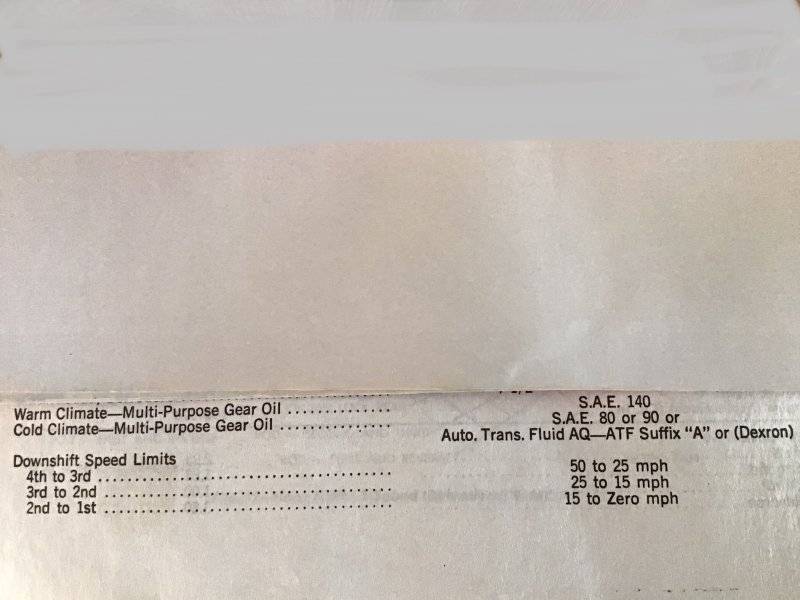 Warm Climate—Multi-Purpose Gear Oil .............. S.A.E. 140
Cold Climate—Multi-Purpose Gear Oil .............. S.A.E. 80 or 90 or
Auto. Trans. Fluid AQ—ATF Suffix “A” or (Dexron)
Downshift Speed Limits
4th to 3rd .................................... 50 to 25 mph
3rd to 2nd .................................... 25 to 15 mph
2nd to 1st .................................... 15 to Zero mph